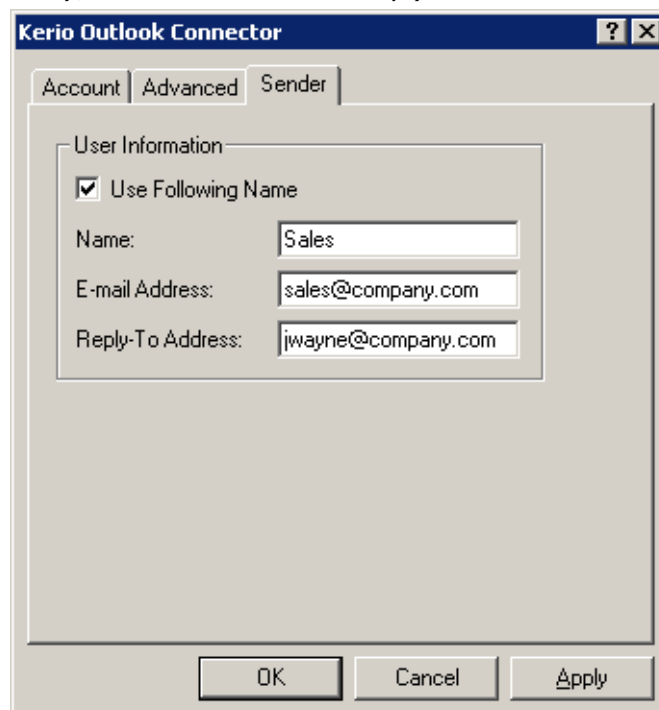 Kerio Outlook Connector
Account Advanced Sender
User Information
Use Following Name
Name: Sales
E-mail Address: sales@company.com
Reply-To Address: jwayne@company.com
OK Cancel Apply